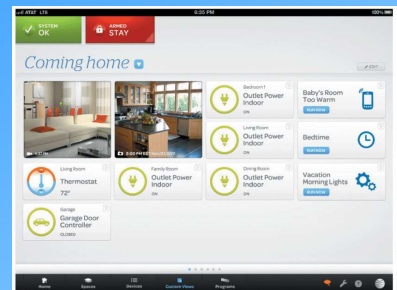 AT&T LTE
6:35 PM
100%
SYSTEM
OK
ARMED
STAY
Coming home
EDIT
Bedroom 1
Outlet Power
Indoor
ON
Baby's Room
Too Warm
RUN NOW
Living Room
Outlet Power
Indoor
ON
Bedtime
RUN NOW
Living Room
Thermostat
72°
Family Room
Outlet Power
Indoor
ON
Dining Room
Outlet Power
Indoor
ON
Vacation
Morning Lights
RUN NOW
Garage
Garage Door
Controller
CLOSED
Home
Spaces
Devices
Custom Views
Programs